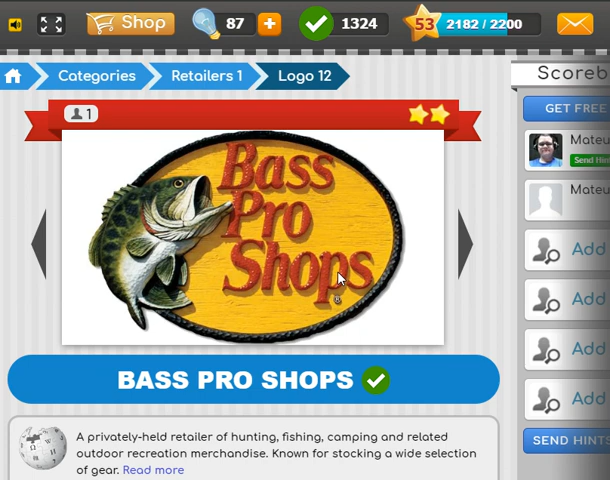 Shop
87
1324
53
2182 / 2200
Categories
Retailers 1
Logo 12
Scoreb
GET FREE
1
Mateu
Send Hin
Mateu
Bass
Pro
Shops
®
Add
Add
Add
Add
BASS PRO SHOPS
SEND HINTS
A privately-held retailer of hunting, fishing, camping and related
outdoor recreation merchandise. Known for stocking a wide selection
of gear. Read more